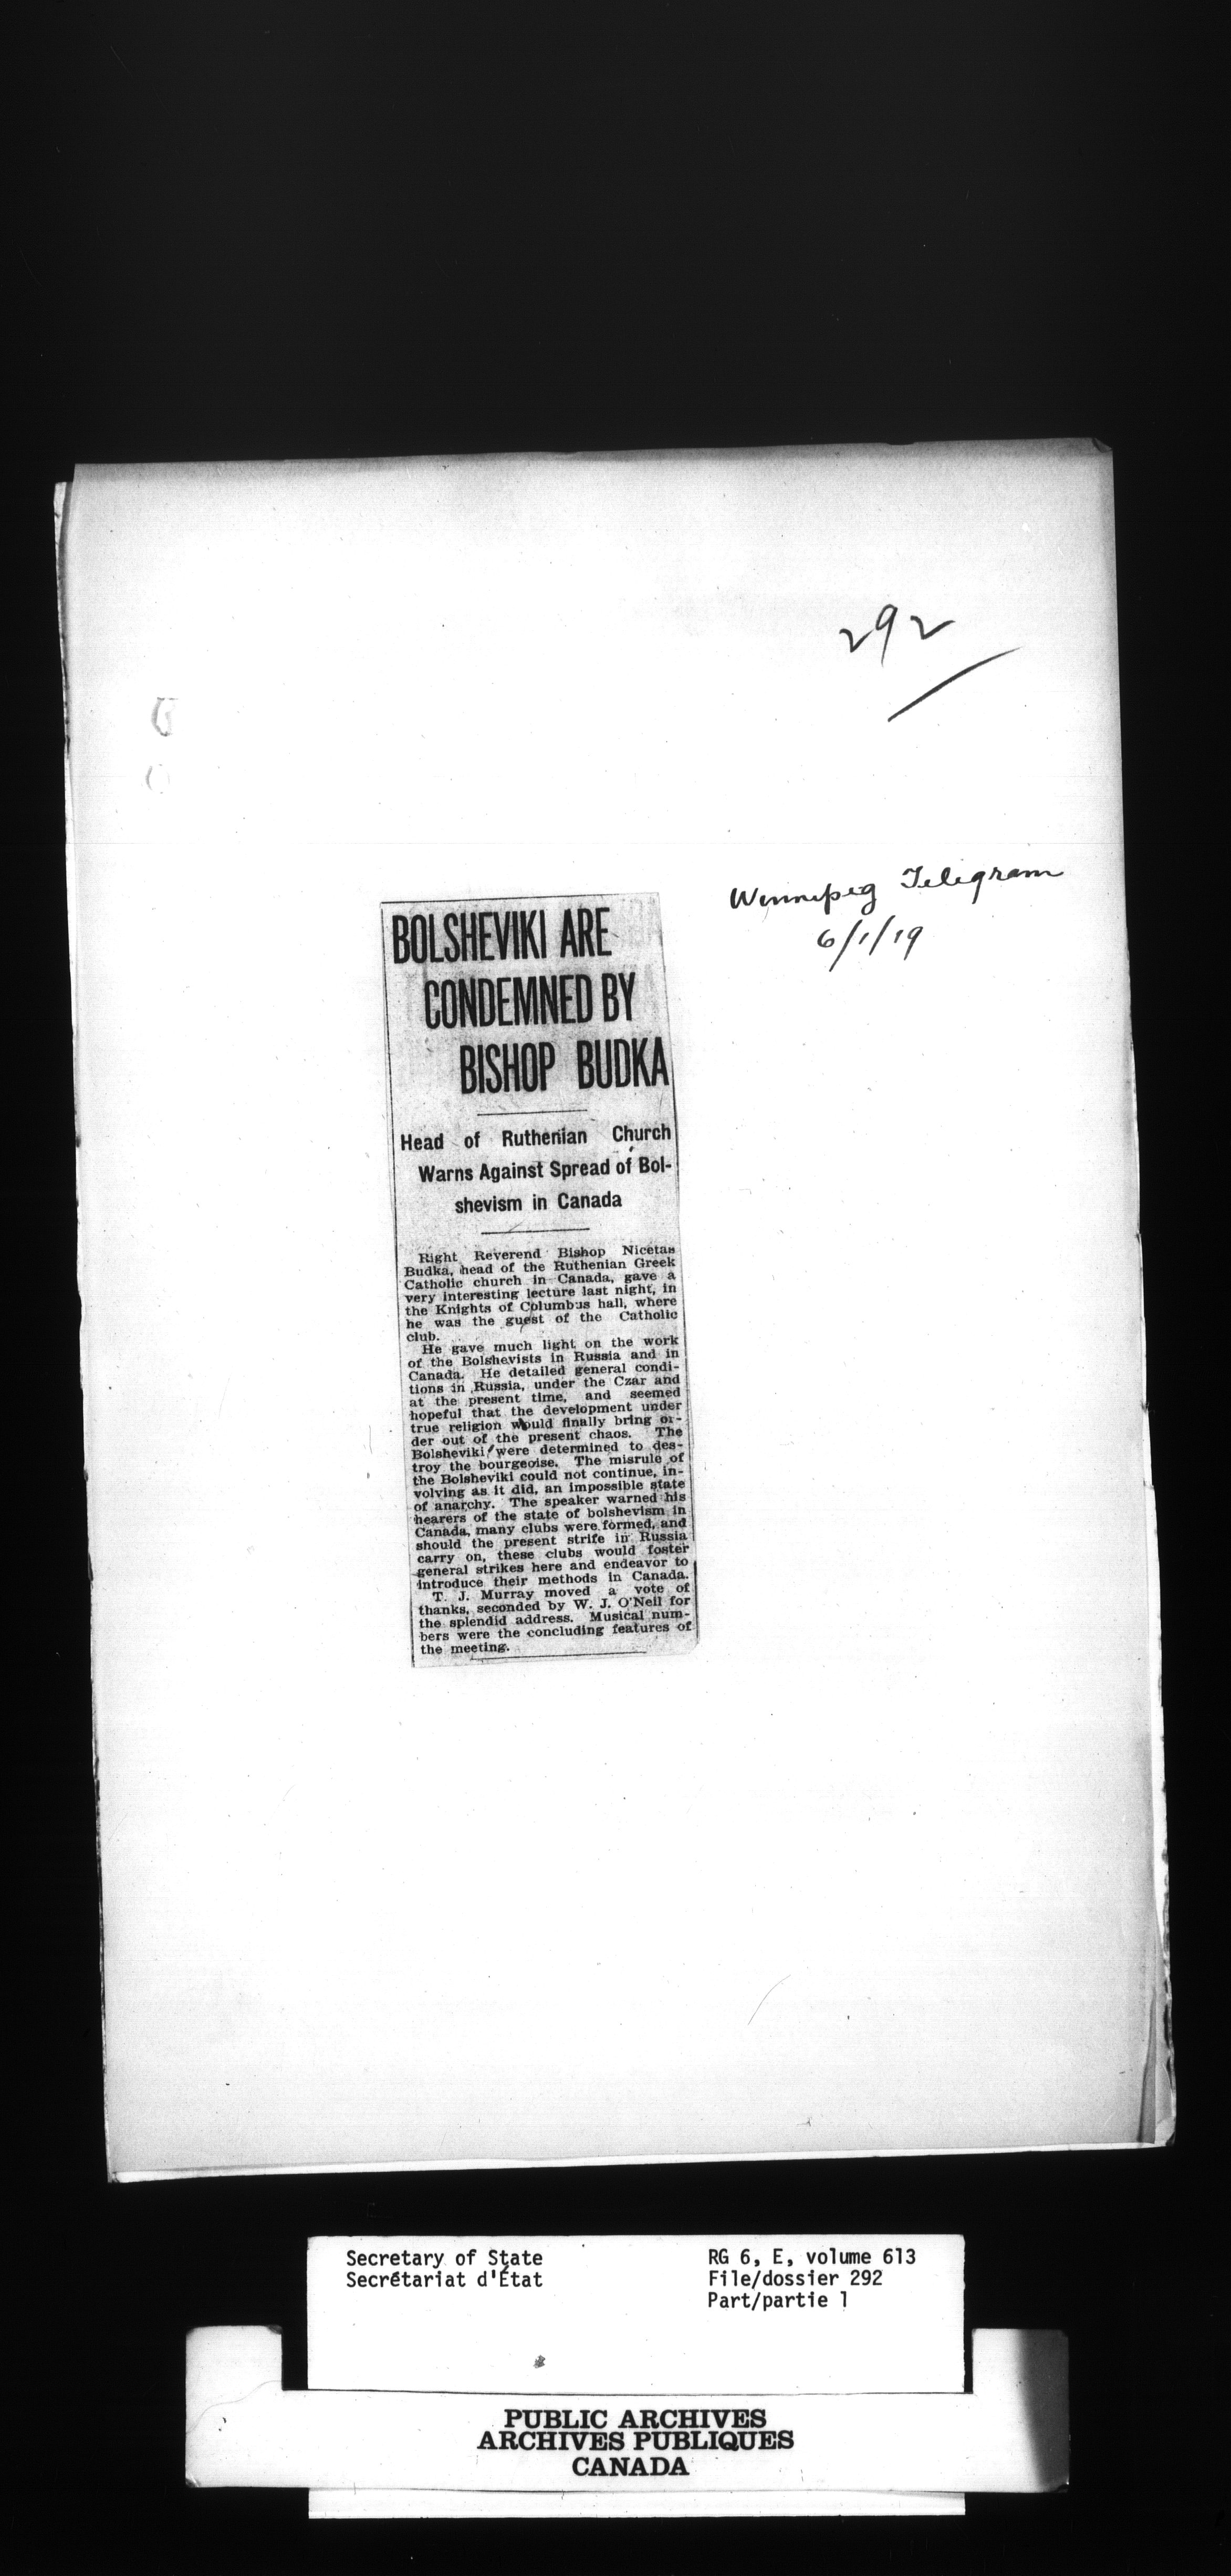 292
Winnipeg Telegram
6/1/19
BOLSHEVIKI ARE
CONDEMNED BY
BISHOP BUDKA
Head of Ruthenian Church
Warns Against Spread of Bol-
shevism in Canada
Right Reverend Bishop Nicetas
Budka, head of the Ruthenian Greek
Catholic church in Canada, gave a
very interesting lecture last night, in
the Knights of Columbus hall, where
he was the guest of the Catholic
club.
He gave much light on the work
of the Bolshevists in Russia and in
Canada. He detailed general condi-
tions in Russia, under the Czar and
at the present time, and seemed
hopeful that the development under
true religion would finally bring or-
der out of the present chaos. The
Bolsheviki were determined to des-
troy the bourgeoise. The misrule of
the Bolsheviki could not continue, in-
volving as it did, an impossible state
of anarchy. The speaker warned his
hearers of the state of bolshevism in
Canada, many clubs were formed, and
should the present strife in Russia
carry on, these clubs would foster
general strikes here and endeavor to
introduce their methods in Canada.
T. J. Murray moved a vote of
thanks, seconded by W. J. O'Neil for
the splendid address. Musical num-
bers were the concluding features of
the meeting.
Secretary of State
Secrétariat d'État
RG 6, E, volume 613
File/dossier 292
Part/partie 1
PUBLIC ARCHIVES
ARCHIVES PUBLIQUES
CANADA